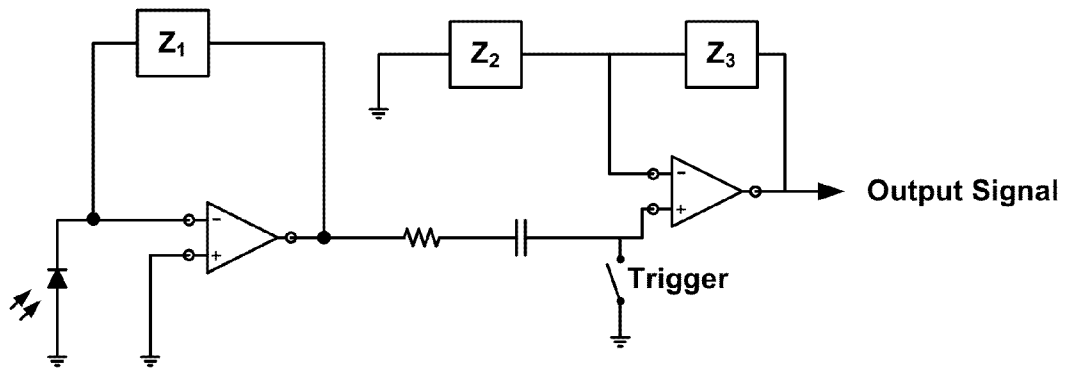 Z₁
Z₂
Z₃
-
+
-
+
Output Signal
Trigger